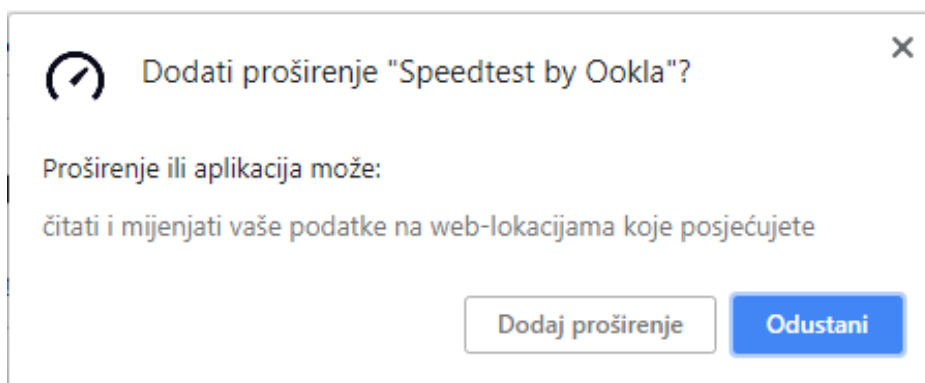 Dodati proširenje "Speedtest by Ookla"?
Proširenje ili aplikacija može:
čitati i mijenjati vaše podatke na web-lokacijama koje posjećujete
Dodaj proširenje
Odustani